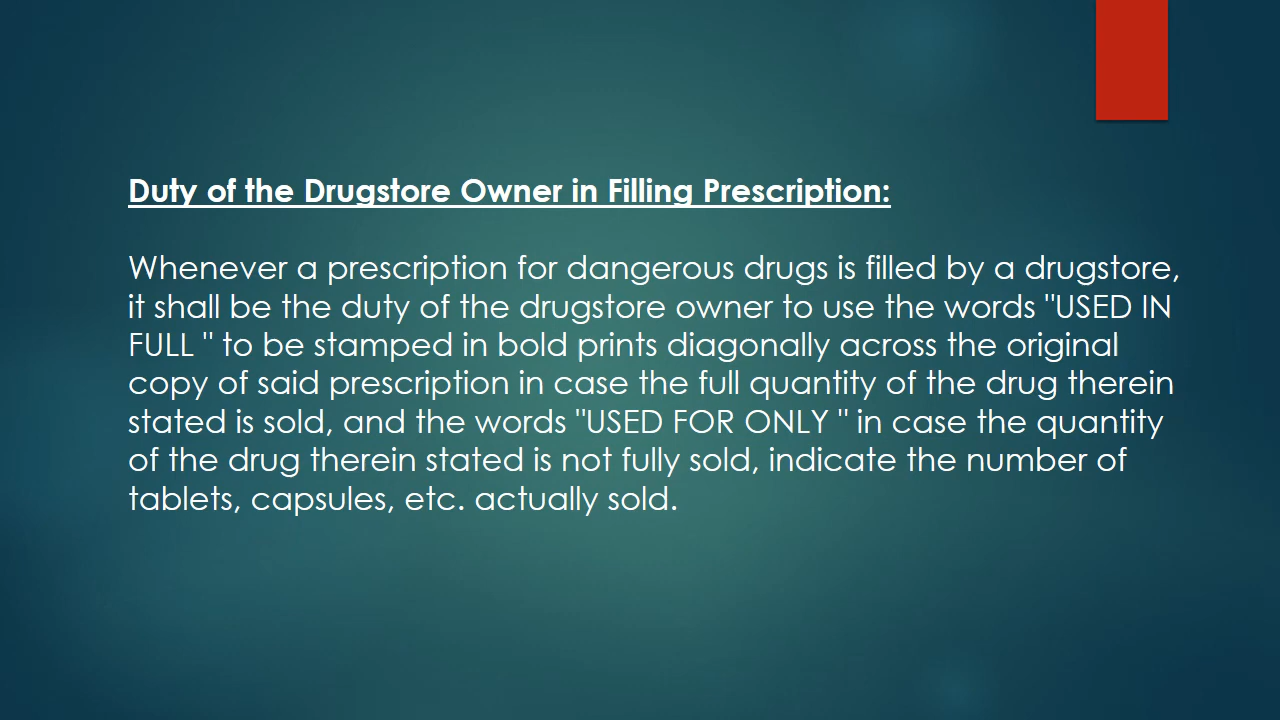 Duty of the Drugstore Owner in Filling Prescription:
Whenever a prescription for dangerous drugs is filled by a drugstore,
it shall be the duty of the drugstore owner to use the words "USED IN
FULL " to be stamped in bold prints diagonally across the original
copy of said prescription in case the full quantity of the drug therein
stated is sold, and the words "USED FOR ONLY " in case the quantity
of the drug therein stated is not fully sold, indicate the number of
tablets, capsules, etc. actually sold.